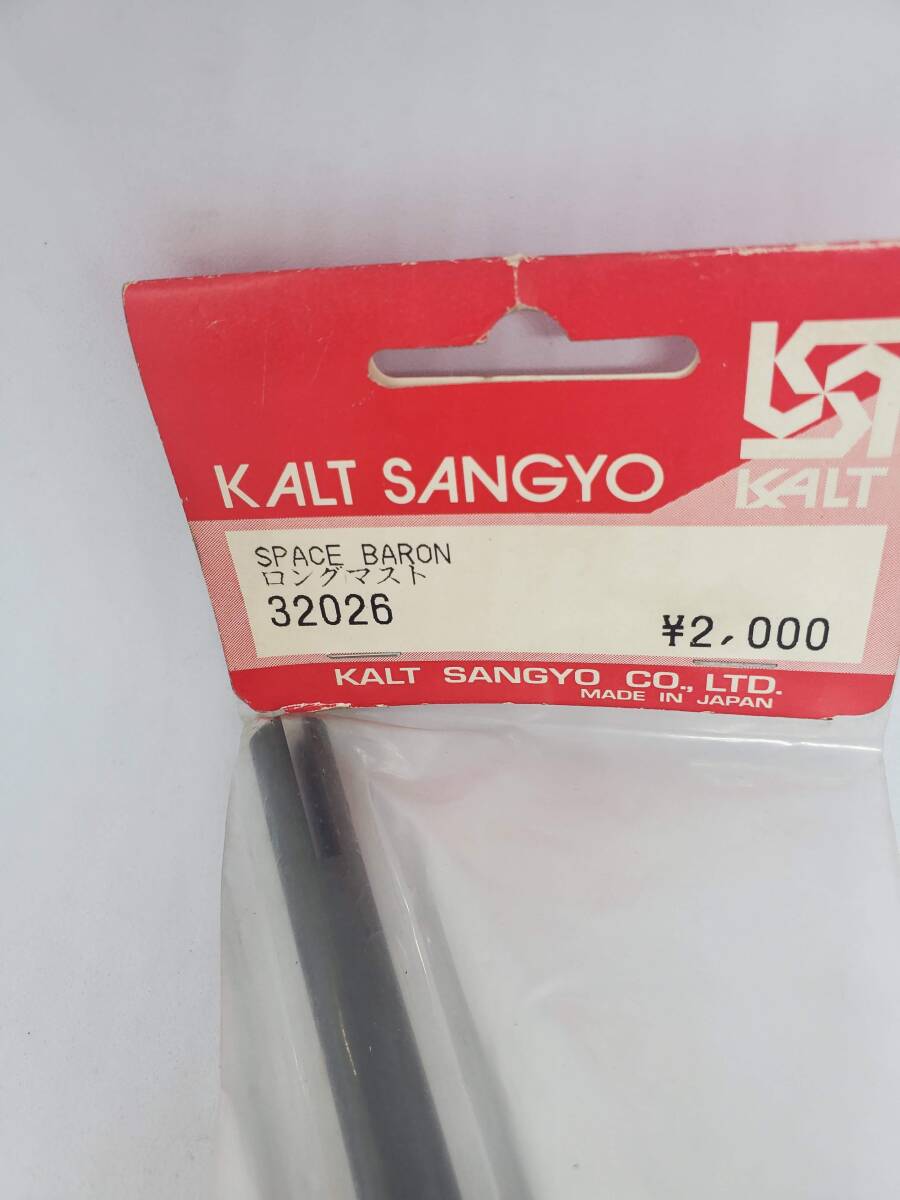 KALT SANGYO
KALT
SPACE BARON
ロングマスト
32026
¥2,000
KALT SANGYO CO., LTD.
MADE IN JAPAN